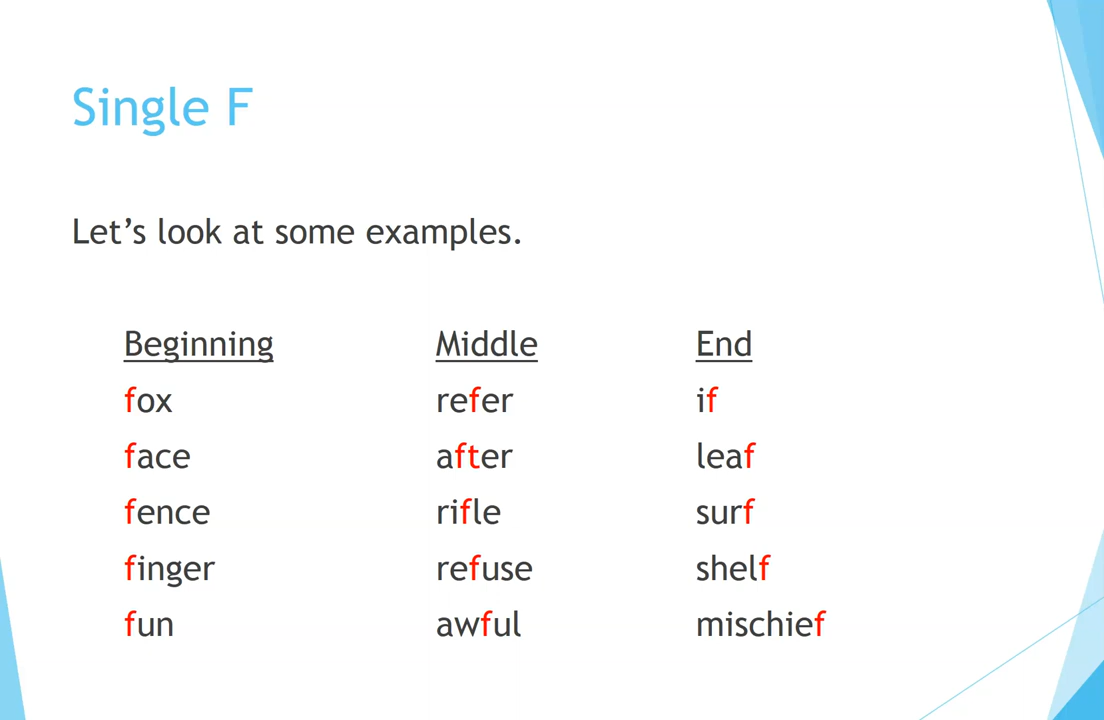 Single F
Let’s look at some examples.
Beginning Middle End
fox refer if
face after leaf
fence rifle surf
finger refuse shelf
fun awful mischief